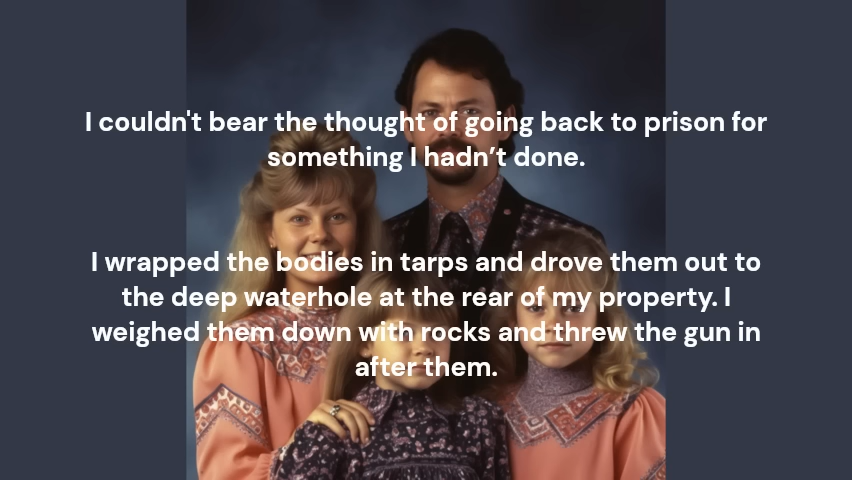 I couldn't bear the thought of going back to prison for
something I hadn’t done.
I wrapped the bodies in tarps and drove them out to
the deep waterhole at the rear of my property. I
weighed them down with rocks and threw the gun in
after them.